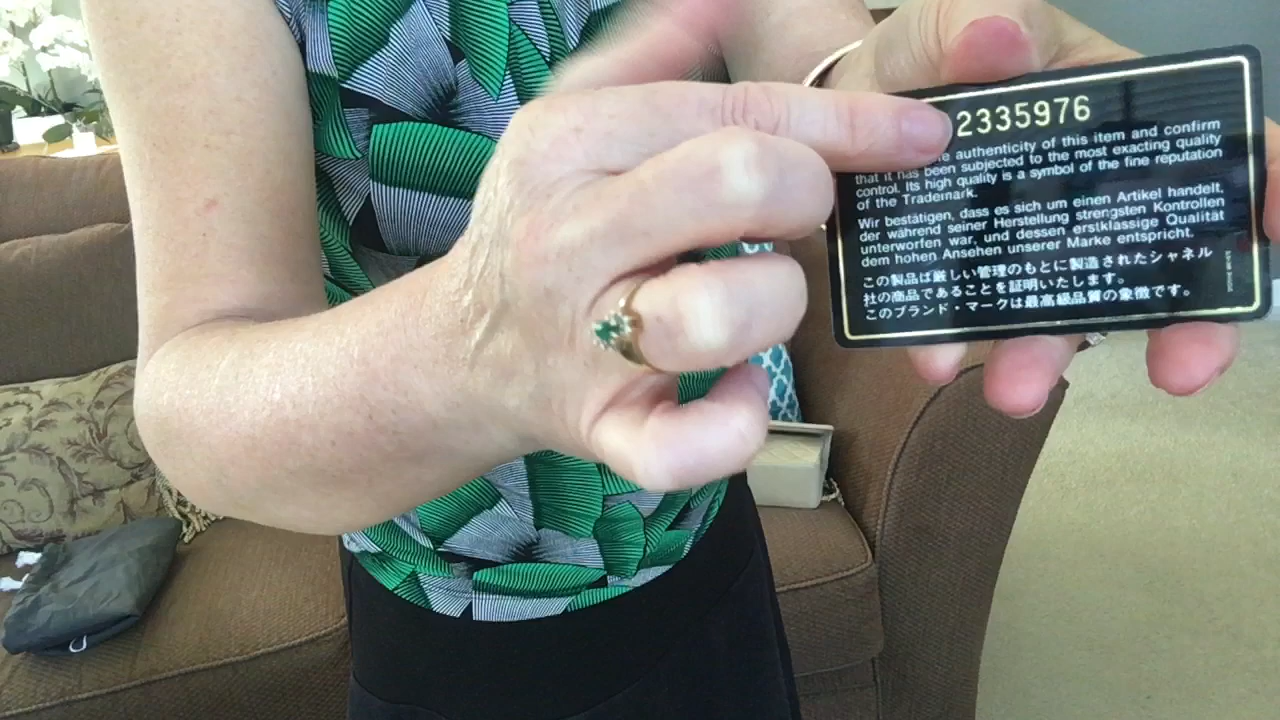 2335976
authenticity of this item and confirm
that it has been subjected to the most exacting quality
control. Its high quality is a symbol of the fine reputation
of the Trademark.
Wir bestätigen, dass es sich um einen Artikel handelt,
der während seiner Herstellung strengsten Kontrollen
unterworfen war, und dessen erstklassige Qualität
dem hohen Ansehen unserer Marke entspricht.
この製品は厳しい管理のもとに製造されたシャネル
社の商品であることを証明いたします。
このブランド・マークは最高級品質の象徴です。